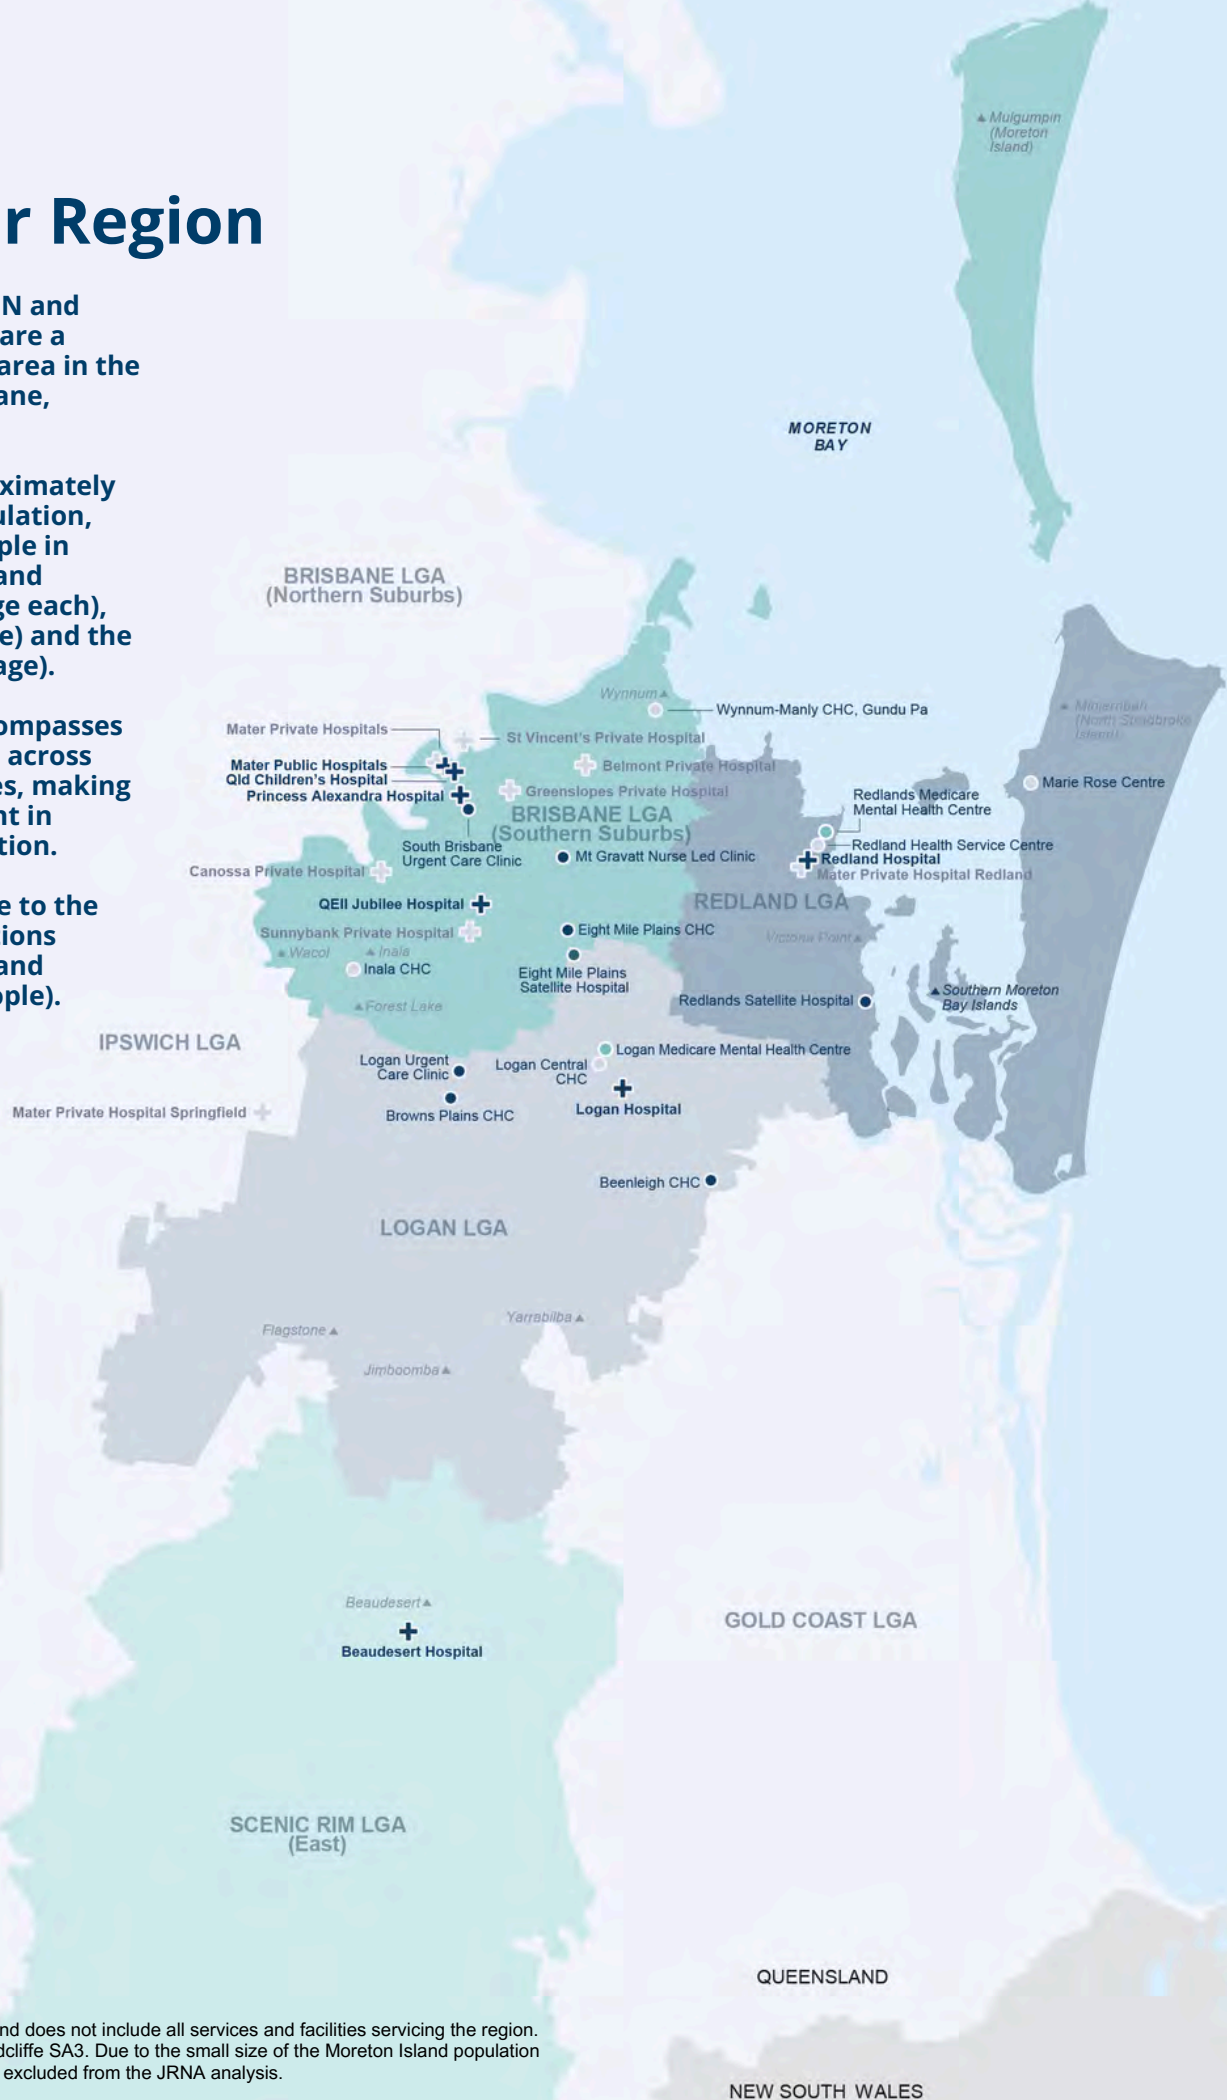 r Region
N and
are a
area in the
ane,
ximately
ulation,
ple in
and
ge each),
e) and the
age).
ompasses
across
es, making
nt in
tion.
e to the
tions
and
ople).
Mulgumpin
(Moreton
Island)
MORETON
BAY
BRISBANE LGA
(Northern Suburbs)
Wynnum
Wynnum-Manly CHC, Gundu Pa
Minjerribah
(North Stradbroke
Island)
Mater Private Hospitals
St Vincent's Private Hospital
Mater Public Hospitals
Belmont Private Hospital
Qld Children's Hospital
Princess Alexandra Hospital
Greenslopes Private Hospital
Marie Rose Centre
Redlands Medicare
Mental Health Centre
BRISBANE LGA
(Southern Suburbs)
South Brisbane
Urgent Care Clinic
Mt Gravatt Nurse Led Clinic
Redland Health Service Centre
Redland Hospital
Mater Private Hospital Redland
Canossa Private Hospital
QEII Jubilee Hospital
REDLAND LGA
Sunnybank Private Hospital
Eight Mile Plains CHC
Victoria Point
Wacol
Inala
Inala CHC
Eight Mile Plains
Satellite Hospital
Southern Moreton
Bay Islands
Redlands Satellite Hospital
Forest Lake
IPSWICH LGA
Logan Urgent
Care Clinic
Logan Medicare Mental Health Centre
Logan Central
CHC
Mater Private Hospital Springfield
Browns Plains CHC
Logan Hospital
Beenleigh CHC
LOGAN LGA
Yarrabilba
Flagstone
Jimboomba
Beaudesert
Beaudesert Hospital
GOLD COAST LGA
SCENIC RIM LGA
(East)
QUEENSLAND
nd does not include all services and facilities servicing the region.
dcliffe SA3. Due to the small size of the Moreton Island population
excluded from the JRNA analysis.
NEW SOUTH WALES